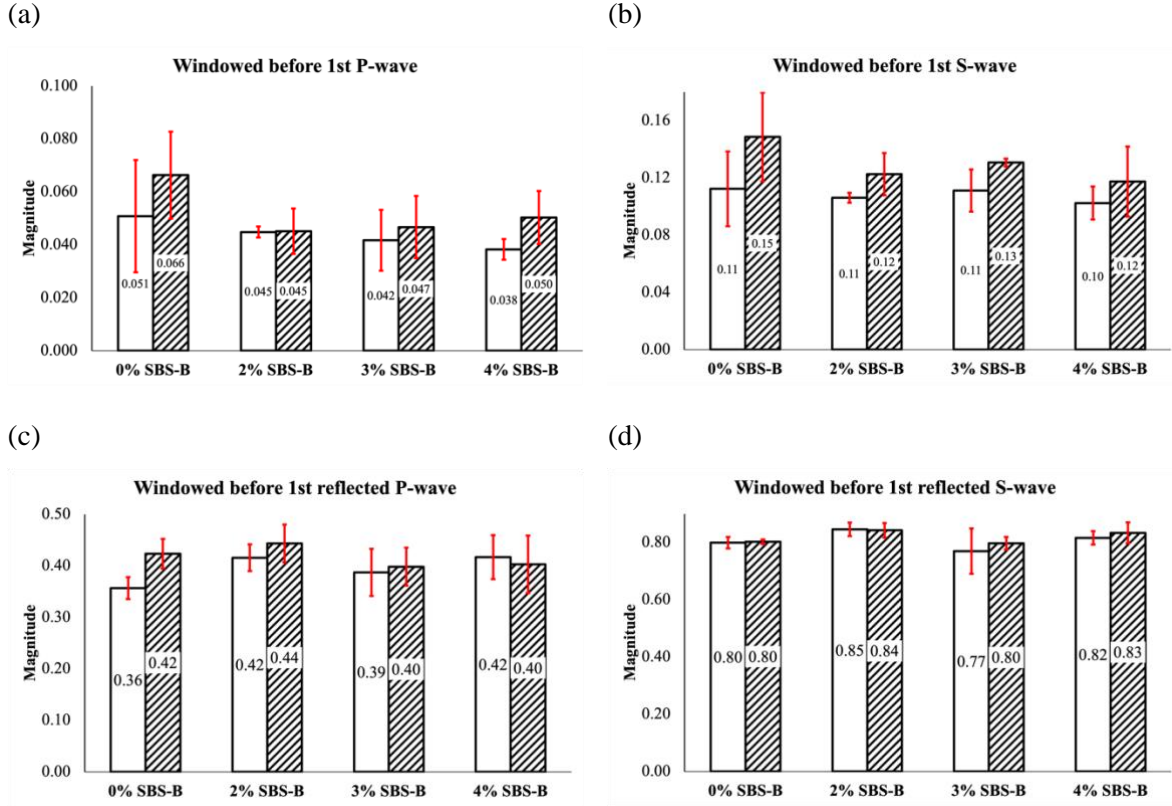 (a)
Windowed before 1st P-wave
Magnitude
0.100
0.080
0.060
0.040
0.020
0.000
0.051
0.066
0.045
0.045
0.042
0.047
0.038
0.050
0% SBS-B
2% SBS-B
3% SBS-B
4% SBS-B
(b)
Windowed before 1st S-wave
Magnitude
0.16
0.12
0.08
0.04
0.00
0.11
0.15
0.11
0.12
0.11
0.13
0.10
0.12
0% SBS-B
2% SBS-B
3% SBS-B
4% SBS-B
(c)
Windowed before 1st reflected P-wave
Magnitude
0.50
0.40
0.30
0.20
0.10
0.00
0.36
0.42
0.42
0.44
0.39
0.40
0.42
0.40
0% SBS-B
2% SBS-B
3% SBS-B
4% SBS-B
(d)
Windowed before 1st reflected S-wave
Magnitude
0.80
0.60
0.40
0.20
0.00
0.80
0.80
0.85
0.84
0.77
0.80
0.82
0.83
0% SBS-B
2% SBS-B
3% SBS-B
4% SBS-B